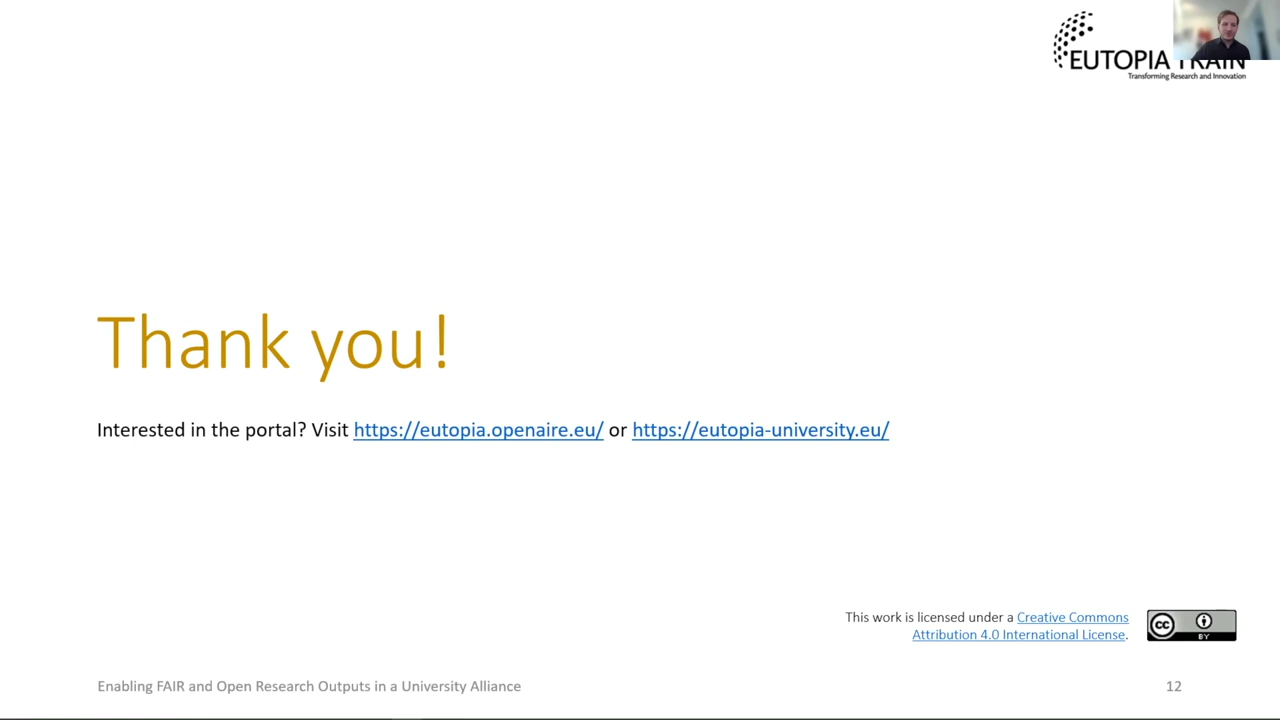 EUTOPIA TRAIN
Transforming Research and Innovation
Thank you!
Interested in the portal? Visit https://eutopia.openaire.eu/ or https://eutopia-university.eu/
This work is licensed under a Creative Commons
Attribution 4.0 International License.
cc
BY
Enabling FAIR and Open Research Outputs in a University Alliance
12